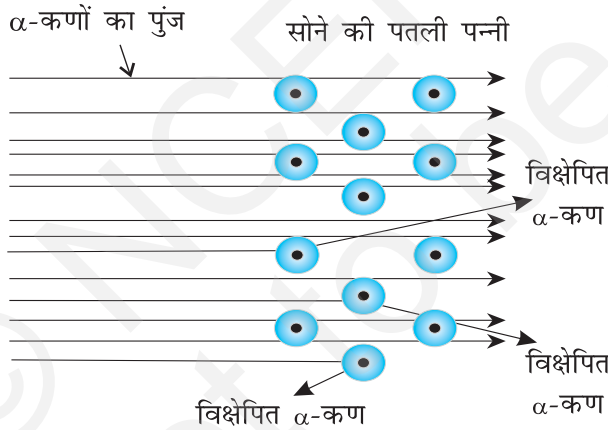 α-कणों का पुंज
सोने की पतली पन्नी
विक्षेपित
α-कण
विक्षेपित
α-कण
विक्षेपित α-कण